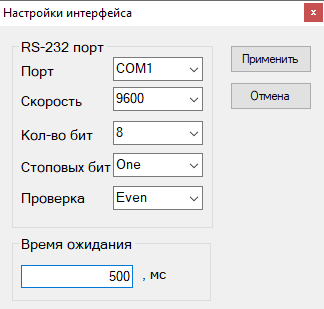 Настройки интерфейса
RS-232 порт
Порт COM1
Скорость 9600
Кол-во бит 8
Стоповых бит One
Проверка Even
Применить
Отмена
Время ожидания
500 , мс